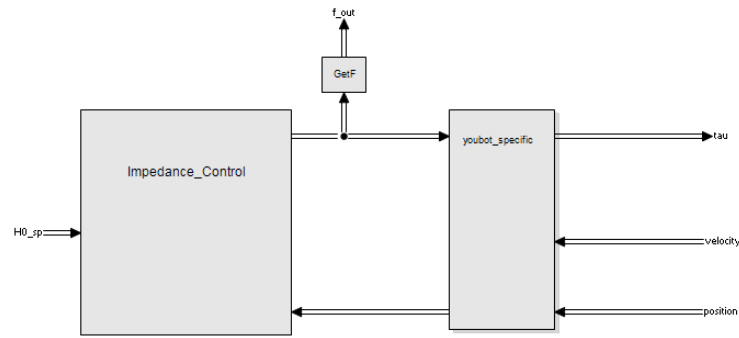 f_out
GetF
youbot_specific
tau
Impedance_Control
H0_sp
velocity
position